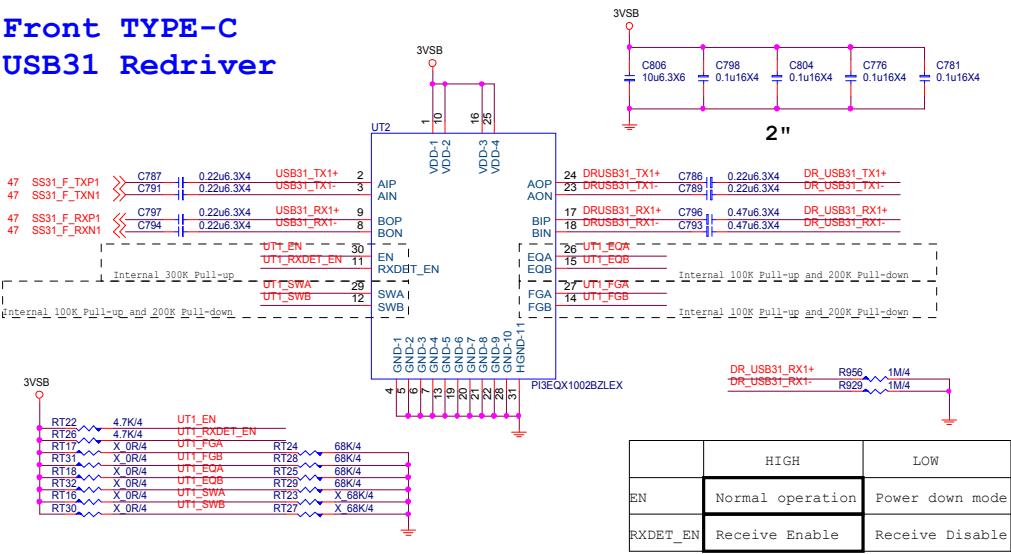 Front TYPE-C
USB31 Redriver
3VSB
C806
10u6.3X6
C798
0.1u16X4
C804
0.1u16X4
C776
0.1u16X4
C781
0.1u16X4
2"
3VSB
UT2
1
10
16
25
VDD-1
VDD-2
VDD-3
VDD-4
47 SS31_F_TXP1 C787 0.22u6.3X4 USB31_TX1+ 2 AIP
47 SS31_F_TXN1 C791 0.22u6.3X4 USB31_TX1- 3 AIN
47 SS31_F_RXP1 C797 0.22u6.3X4 USB31_RX1+ 9 BOP
47 SS31_F_RXN1 C794 0.22u6.3X4 USB31_RX1- 8 BON
UT1_EN 30 EN
UT1_RXDET_EN 11 RXDET_EN
Internal 300K Pull-up
UT1_SWA 29 SWA
UT1_SWB 12 SWB
Internal 100K Pull-up and 200K Pull-down
AOP 24 DRUSB31_TX1+ C786 0.22u6.3X4 DR_USB31_TX1+
AON 23 DRUSB31_TX1- C789 0.22u6.3X4 DR_USB31_TX1-
BIP 17 DRUSB31_RX1+ C796 0.47u6.3X4 DR_USB31_RX1+
BIN 18 DRUSB31_RX1- C793 0.47u6.3X4 DR_USB31_RX1-
EQA 26 UT1_EQA
EQB 15 UT1_EQB
Internal 100K Pull-up and 200K Pull-down
FGA 27 UT1_FGA
FGB 14 UT1_FGB
Internal 100K Pull-up and 200K Pull-down
GND-1
GND-2
GND-3
GND-4
GND-5
GND-6
GND-7
GND-8
GND-9
GND-10
HGND-11
4
5
6
7
13
19
20
21
22
28
31
PI3EQX1002BZLEX
DR_USB31_RX1+ R956 1M/4
DR_USB31_RX1- R929 1M/4
3VSB
RT22 4.7K/4 UT1_EN
RT26 4.7K/4 UT1_RXDET_EN
RT17 X_0R/4 UT1_FGA RT24 68K/4
RT31 X_0R/4 UT1_FGB RT28 68K/4
RT18 X_0R/4 UT1_EQA RT25 68K/4
RT32 X_0R/4 UT1_EQB RT29 68K/4
RT16 X_0R/4 UT1_SWA RT23 X_68K/4
RT30 X_0R/4 UT1_SWB RT27 X_68K/4
HIGH LOW
EN Normal operation Power down mode
RXDET_EN Receive Enable Receive Disable